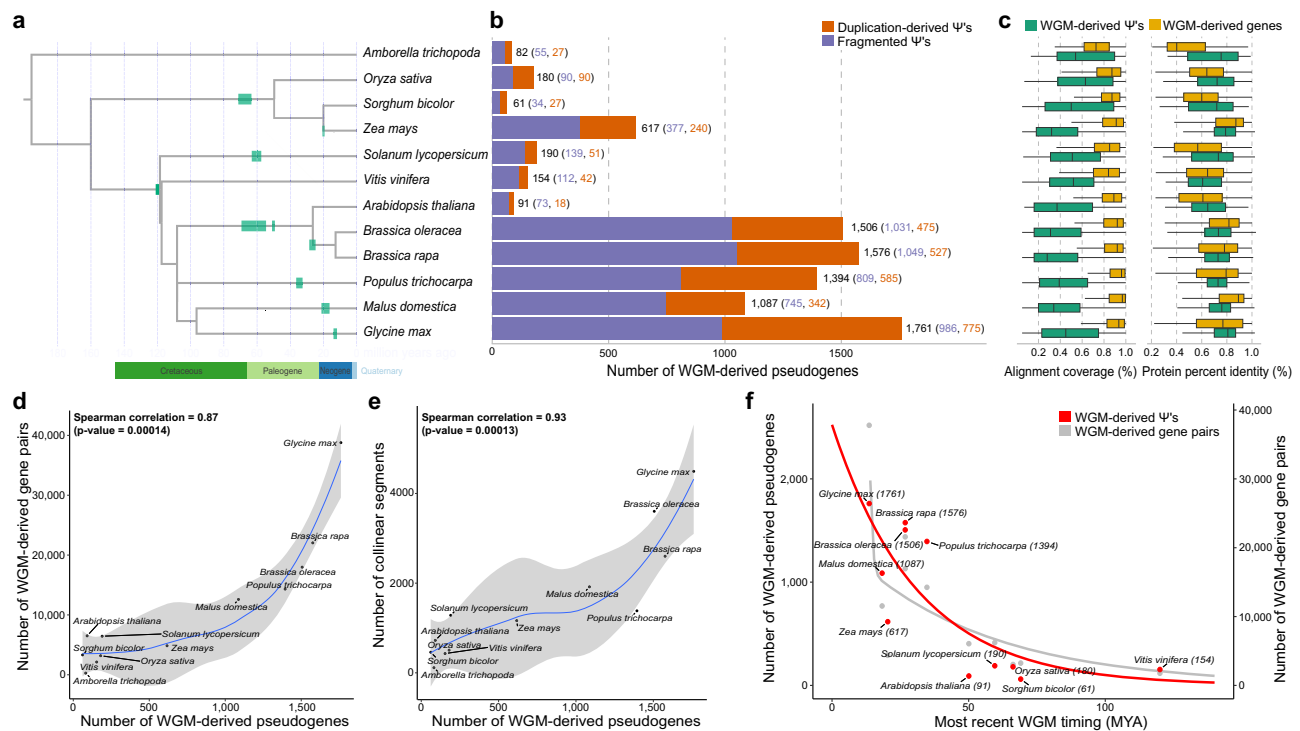 a
Amborella trichopoda
Oryza sativa
Sorghum bicolor
Zea mays
Solanum lycopersicum
Vitis vinifera
Arabidopsis thaliana
Brassica oleracea
Brassica rapa
Populus trichocarpa
Malus domestica
Glycine max
Cretaceous
Paleogene
Neogene
Quaternary
b
Duplication-derived Ψ's
Fragmented Ψ's
82 (55, 27)
180 (90, 90)
61 (34, 27)
617 (377, 240)
190 (139, 51)
154 (112, 42)
91 (73, 18)
1,506 (1,031, 475)
1,576 (1,049, 527)
1,394 (809, 585)
1,087 (745, 342)
1,761 (986, 775)
0 500 1000 1500
Number of WGM-derived pseudogenes
c
WGM-derived Ψ's WGM-derived genes
0.2 0.4 0.6 0.8 1.0 0.2 0.4 0.6 0.8 1.0
Alignment coverage (%) Protein percent identity (%)
d
Spearman correlation = 0.87
(p-value = 0.00014)
Number of WGM-derived gene pairs
40,000
30,000
20,000
10,000
0
Glycine max
Brassica rapa
Brassica oleracea
Populus trichocarpa
Malus domestica
Arabidopsis thaliana
Solanum lycopersicum
Sorghum bicolor
Zea mays
Oryza sativa
Vitis vinifera
Amborella trichopoda
0 500 1,000 1,500
Number of WGM-derived pseudogenes
e
Spearman correlation = 0.93
(p-value = 0.00013)
Number of collinear segments
4000
2000
0
Glycine max
Brassica oleracea
Brassica rapa
Malus domestica
Solanum lycopersicum
Populus trichocarpa
Zea mays
Arabidopsis thaliana
Oryza sativa
Vitis vinifera
Sorghum bicolor
Amborella trichopoda
0 500 1,000 1,500
Number of WGM-derived pseudogenes
f
WGM-derived Ψ's
WGM-derived gene pairs
Number of WGM-derived pseudogenes
2,000
1,000
0
Number of WGM-derived gene pairs
40,000
30,000
20,000
10,000
0
Glycine max (1761)
Brassica rapa (1576)
Brassica oleracea (1506)
Populus trichocarpa (1394)
Malus domestica (1087)
Zea mays (617)
Solanum lycopersicum (190)
Vitis vinifera (154)
Oryza sativa (180)
Arabidopsis thaliana (91)
Sorghum bicolor (61)
0 50 100
Most recent WGM timing (MYA)